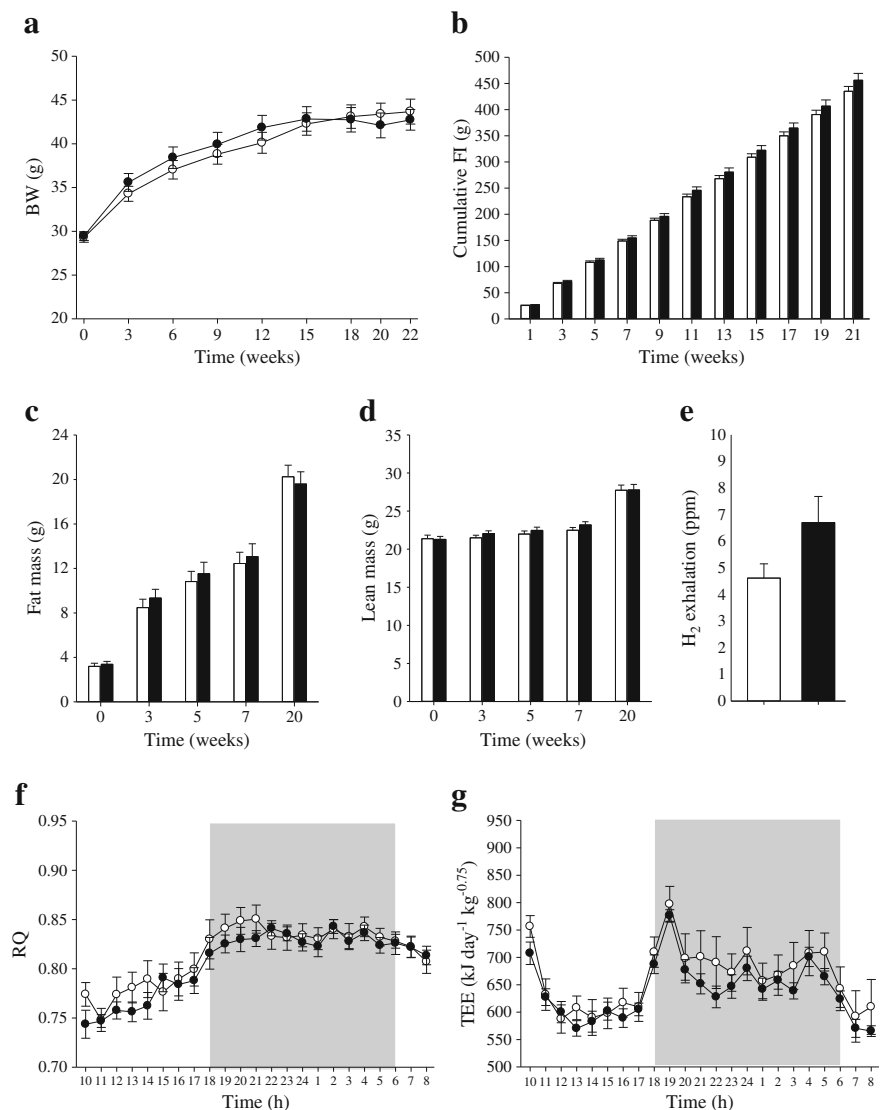 a
50
45
40
35
30
25
20
BW (g)
0 3 6 9 12 15 18 20 22
Time (weeks)
b
500
450
400
350
300
250
200
150
100
50
0
Cumulative FI (g)
1 3 5 7 9 11 13 15 17 19 21
Time (weeks)
c
24
20
16
12
8
4
0
Fat mass (g)
0 3 5 7 20
Time (weeks)
d
35
30
25
20
15
10
5
0
Lean mass (g)
0 3 5 7 20
Time (weeks)
e
10
9
8
7
6
5
4
3
2
1
0
H₂ exhalation (ppm)
f
0.95
0.90
0.85
0.80
0.75
0.70
RQ
10 11 12 13 14 15 16 17 18 19 20 21 22 23 24 1 2 3 4 5 6 7 8
Time (h)
g
950
900
850
800
750
700
650
600
550
500
TEE (kJ day⁻¹ kg⁻⁰·⁷⁵)
10 11 12 13 14 15 16 17 18 19 20 21 22 23 24 1 2 3 4 5 6 7 8
Time (h)